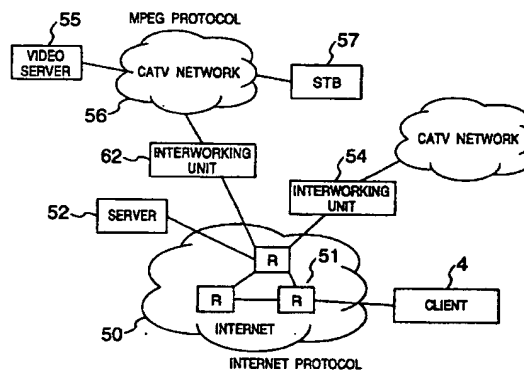 MPEG PROTOCOL
55
VIDEO
SERVER
CATV NETWORK
57
STB
56
62
INTERWORKING
UNIT
54
INTERWORKING
UNIT
CATV NETWORK
52
SERVER
R
51
R
R
4
CLIENT
50
INTERNET
INTERNET PROTOCOL